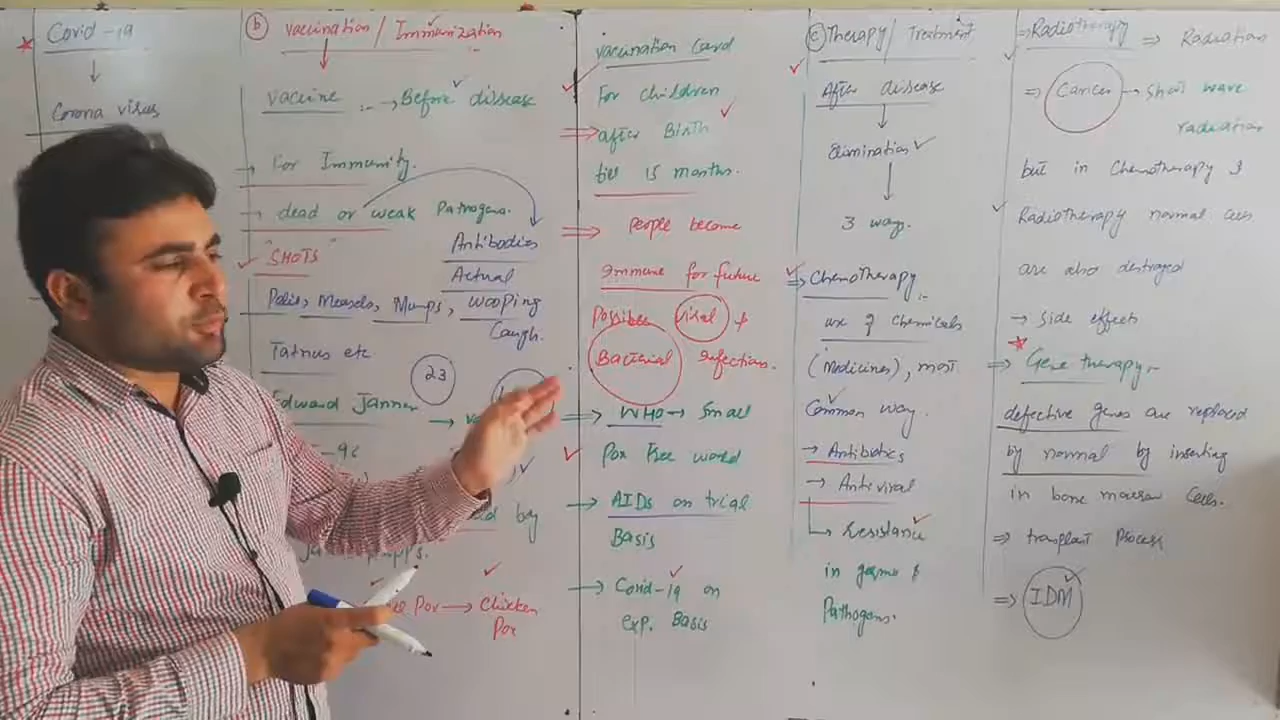 Covid-19
Corona virus
b Vaccination/Immunization
Vaccine :- → Before disease
→ For Immunity.
→ dead or weak Pathogens.
Antibodies
"SHOTS"
Actual
Polio, Measels, Mumps, Wooping
Caugh.
Tatnus etc
23
Edward Janner →
Pox → Chicken
Pox
Vaccination Card
For children
⇒ after Birth
till 15 months.
⇒ People become
Immune for future
Possible Viral +
Bacterial Infections.
⇒ WHO → Small
Pox Free world
→ AIDs on trial
Basis
→ Covid-19 on
exp. Basis
c Therapy/Treatment
After disease
Elimination
3 ways.
⇒ Chemotherapy :-
use of Chemicals
(Medicines), most
Common way.
→ Antibiotics
→ Antiviral
Resistance
in germs &
Pathogens.
⇒ Radiotherapy ⇒ Radiation
⇒ Cancer → Short wave
radiation
but in Chemotherapy &
Radiotherapy normal cells
are also destroyed
→ Side effects
⇒ Gene therapy :-
defective genes are replaced
by normal by inserting
in bone marrow Cells.
⇒ transplant Process
⇒ IDM